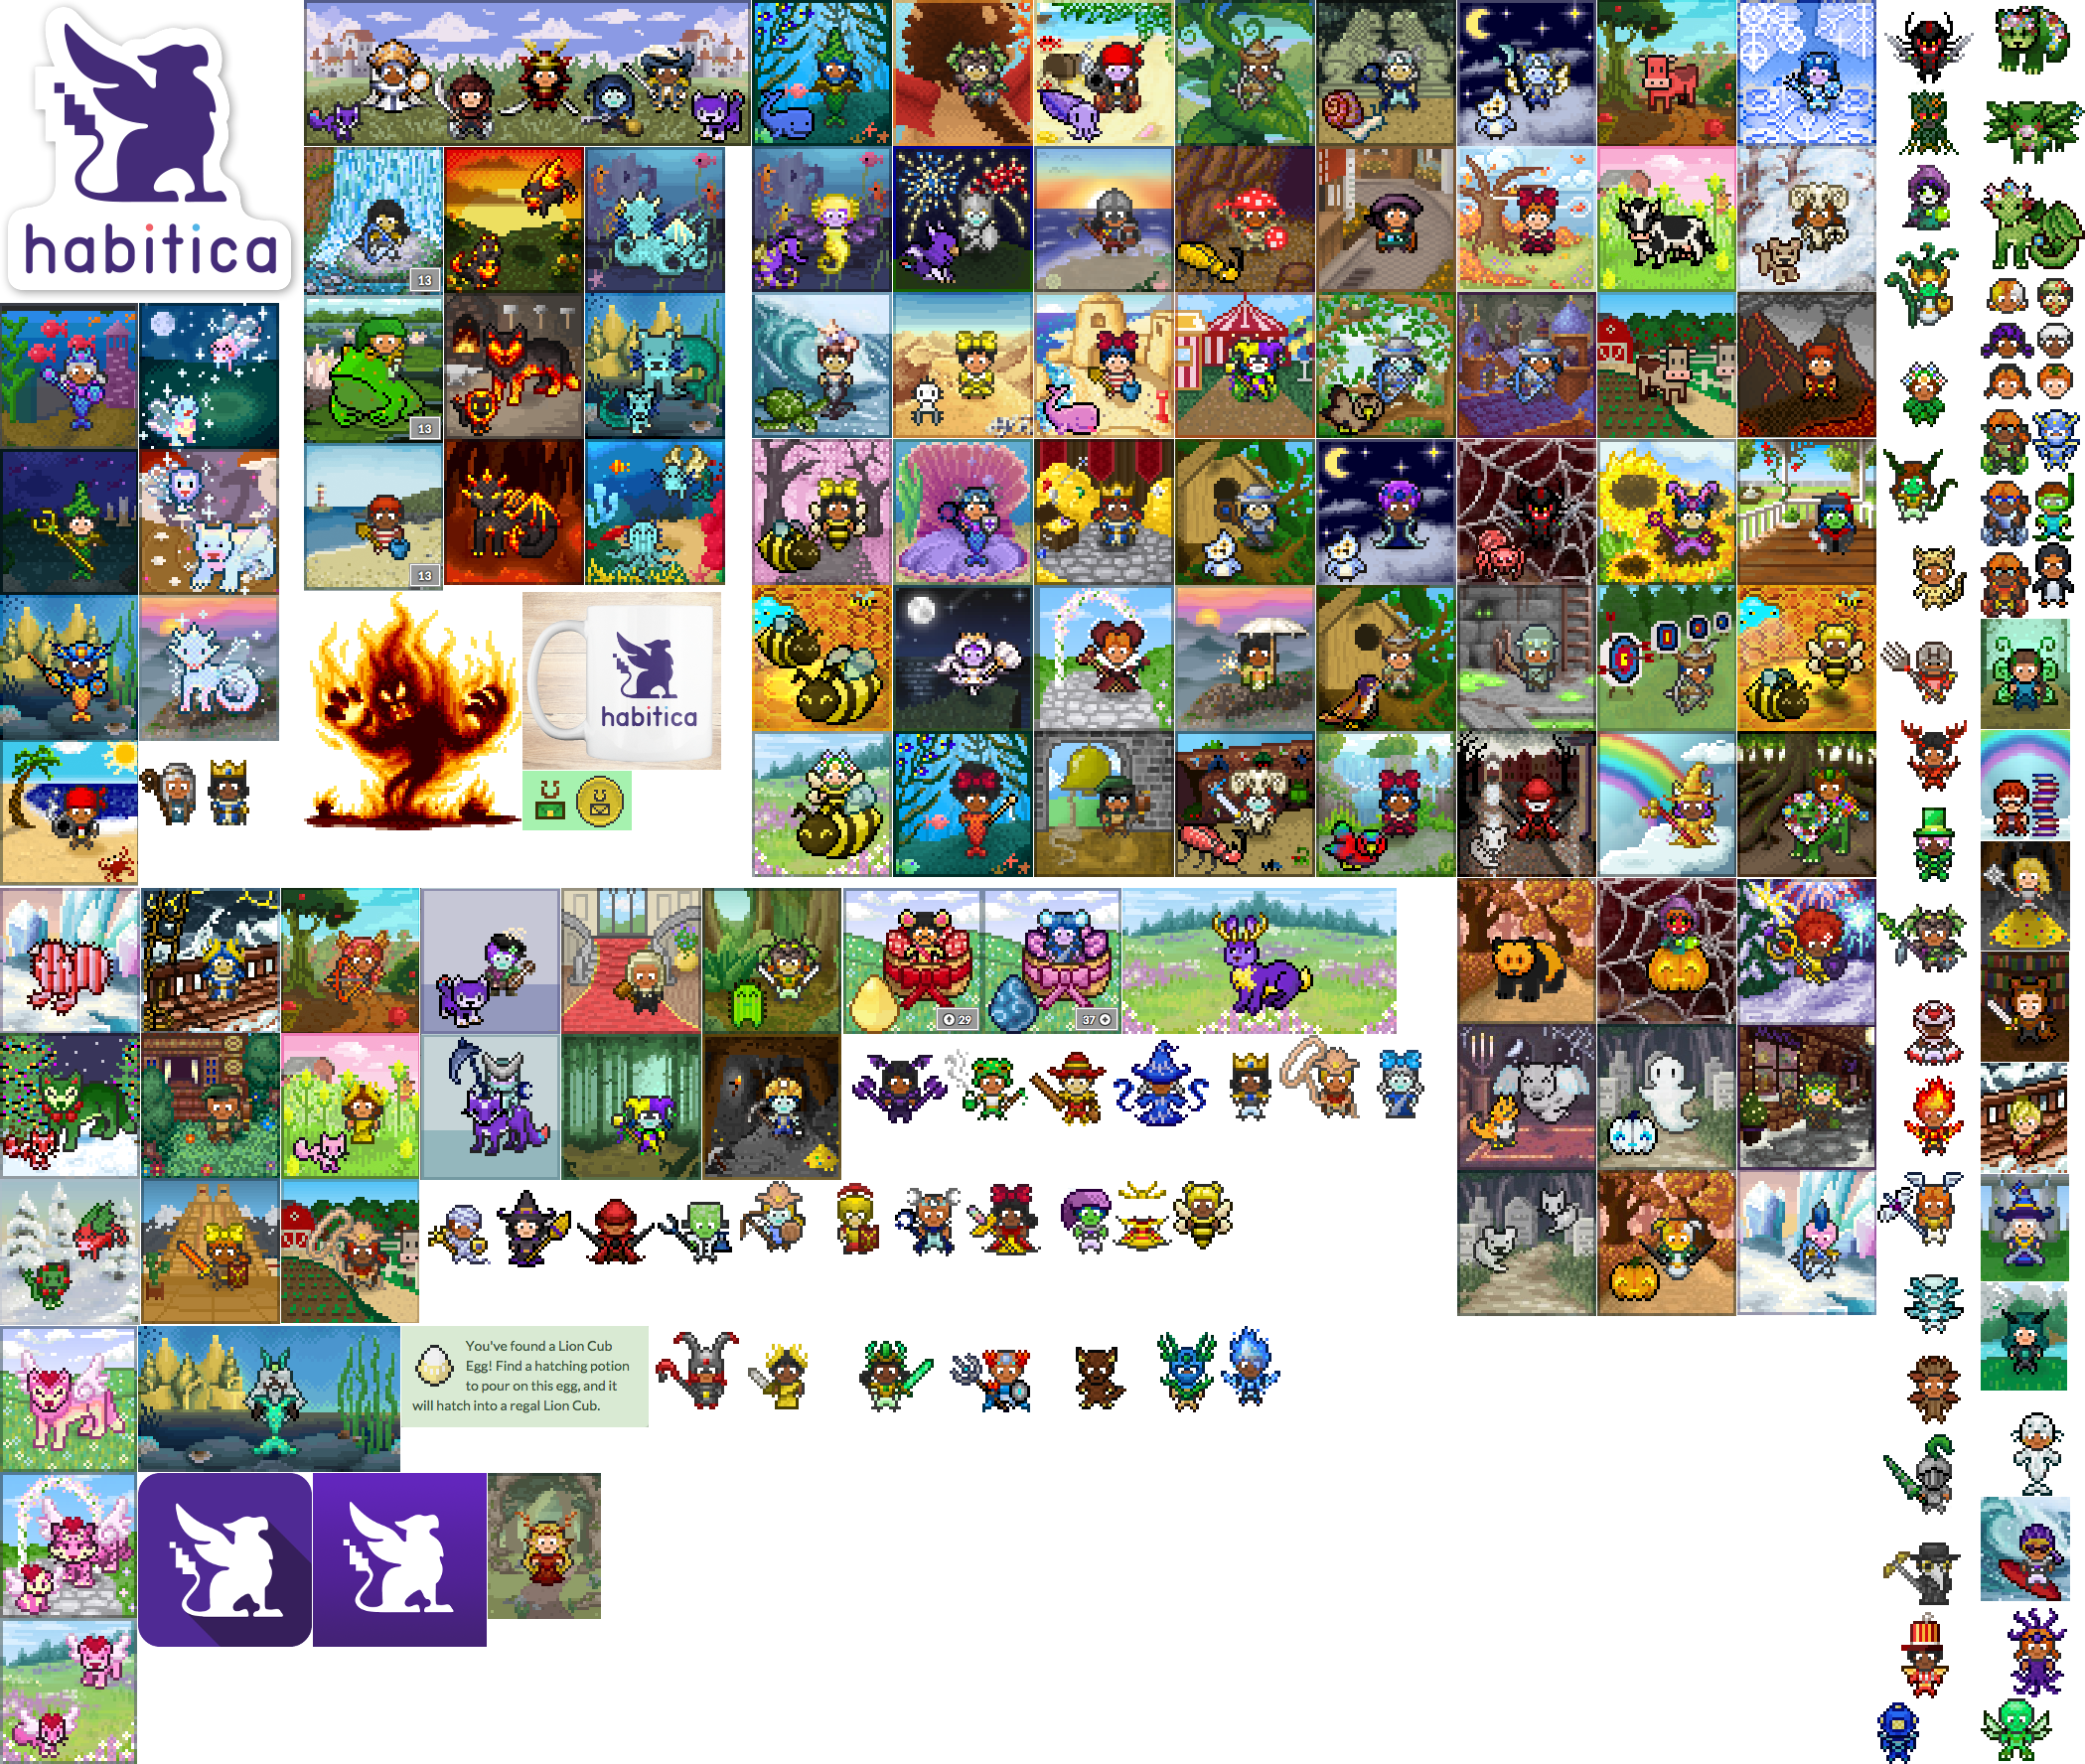 habitica
13
13
13
habitica
29
37
You've found a Lion Cub
Egg! Find a hatching potion
to pour on this egg, and it
will hatch into a regal Lion Cub.